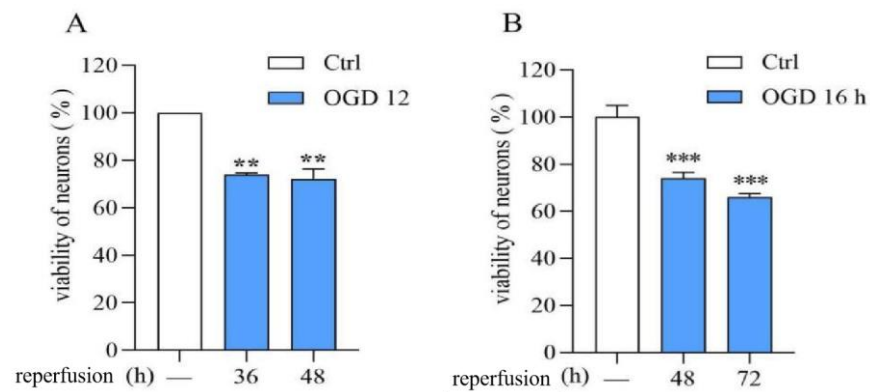 A
Ctrl
OGD 12
viability of neurons ( % )
120
100
80
60
40
20
0
** **
reperfusion (h) — 36 48
B
Ctrl
OGD 16 h
viability of neurons ( % )
120
100
80
60
40
20
0
***
***
reperfusion (h) — 48 72